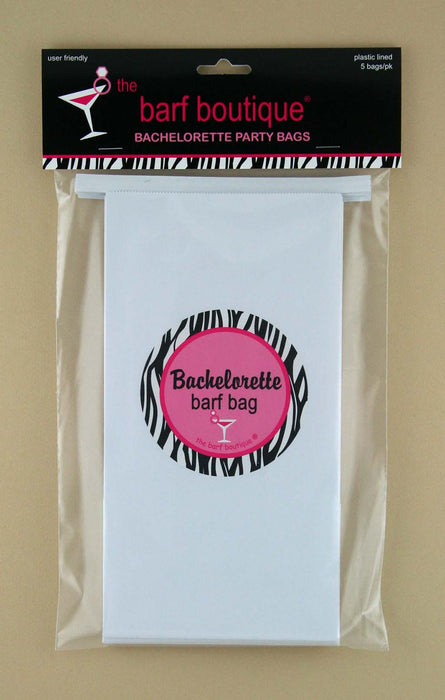 user friendly
plastic lined
5 bags/pk
the
barf boutique®
BACHELORETTE PARTY BAGS
Bachelorette
barf bag
the barf boutique®